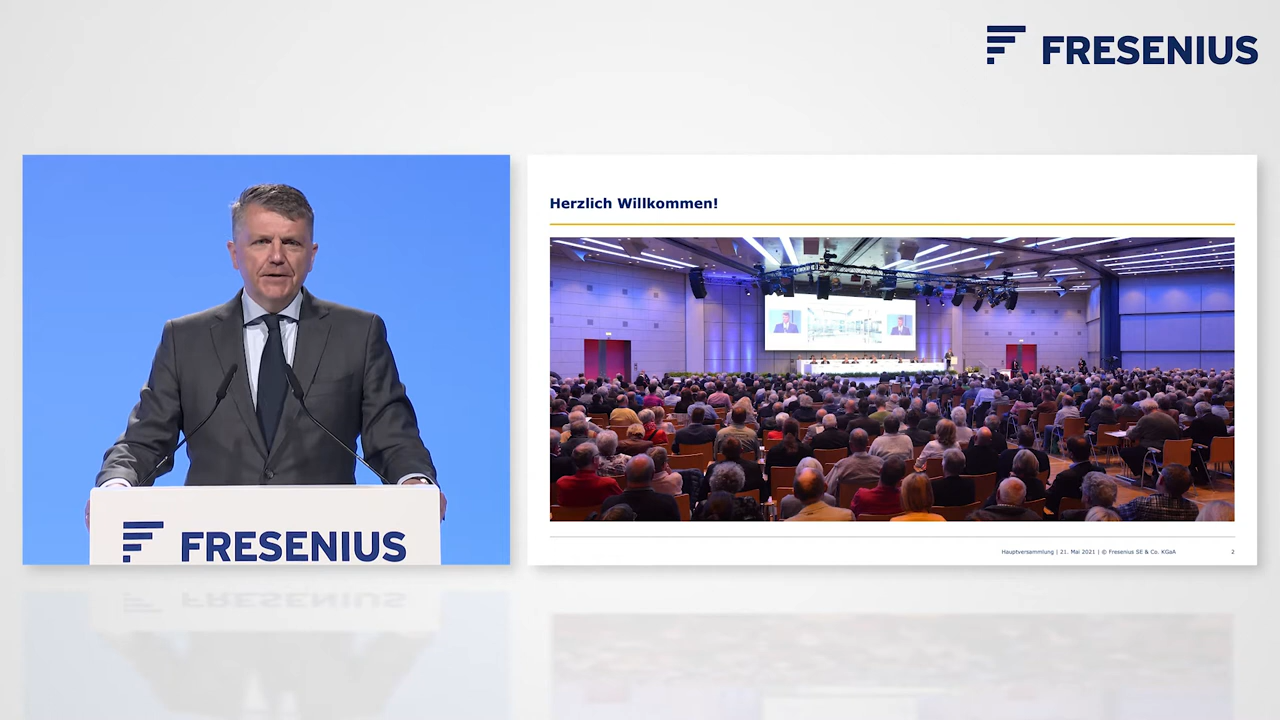 FRESENIUS
Herzlich Willkommen!
FRESENIUS
Hauptversammlung | 21. Mai 2021 | © Fresenius SE & Co. KGaA
2